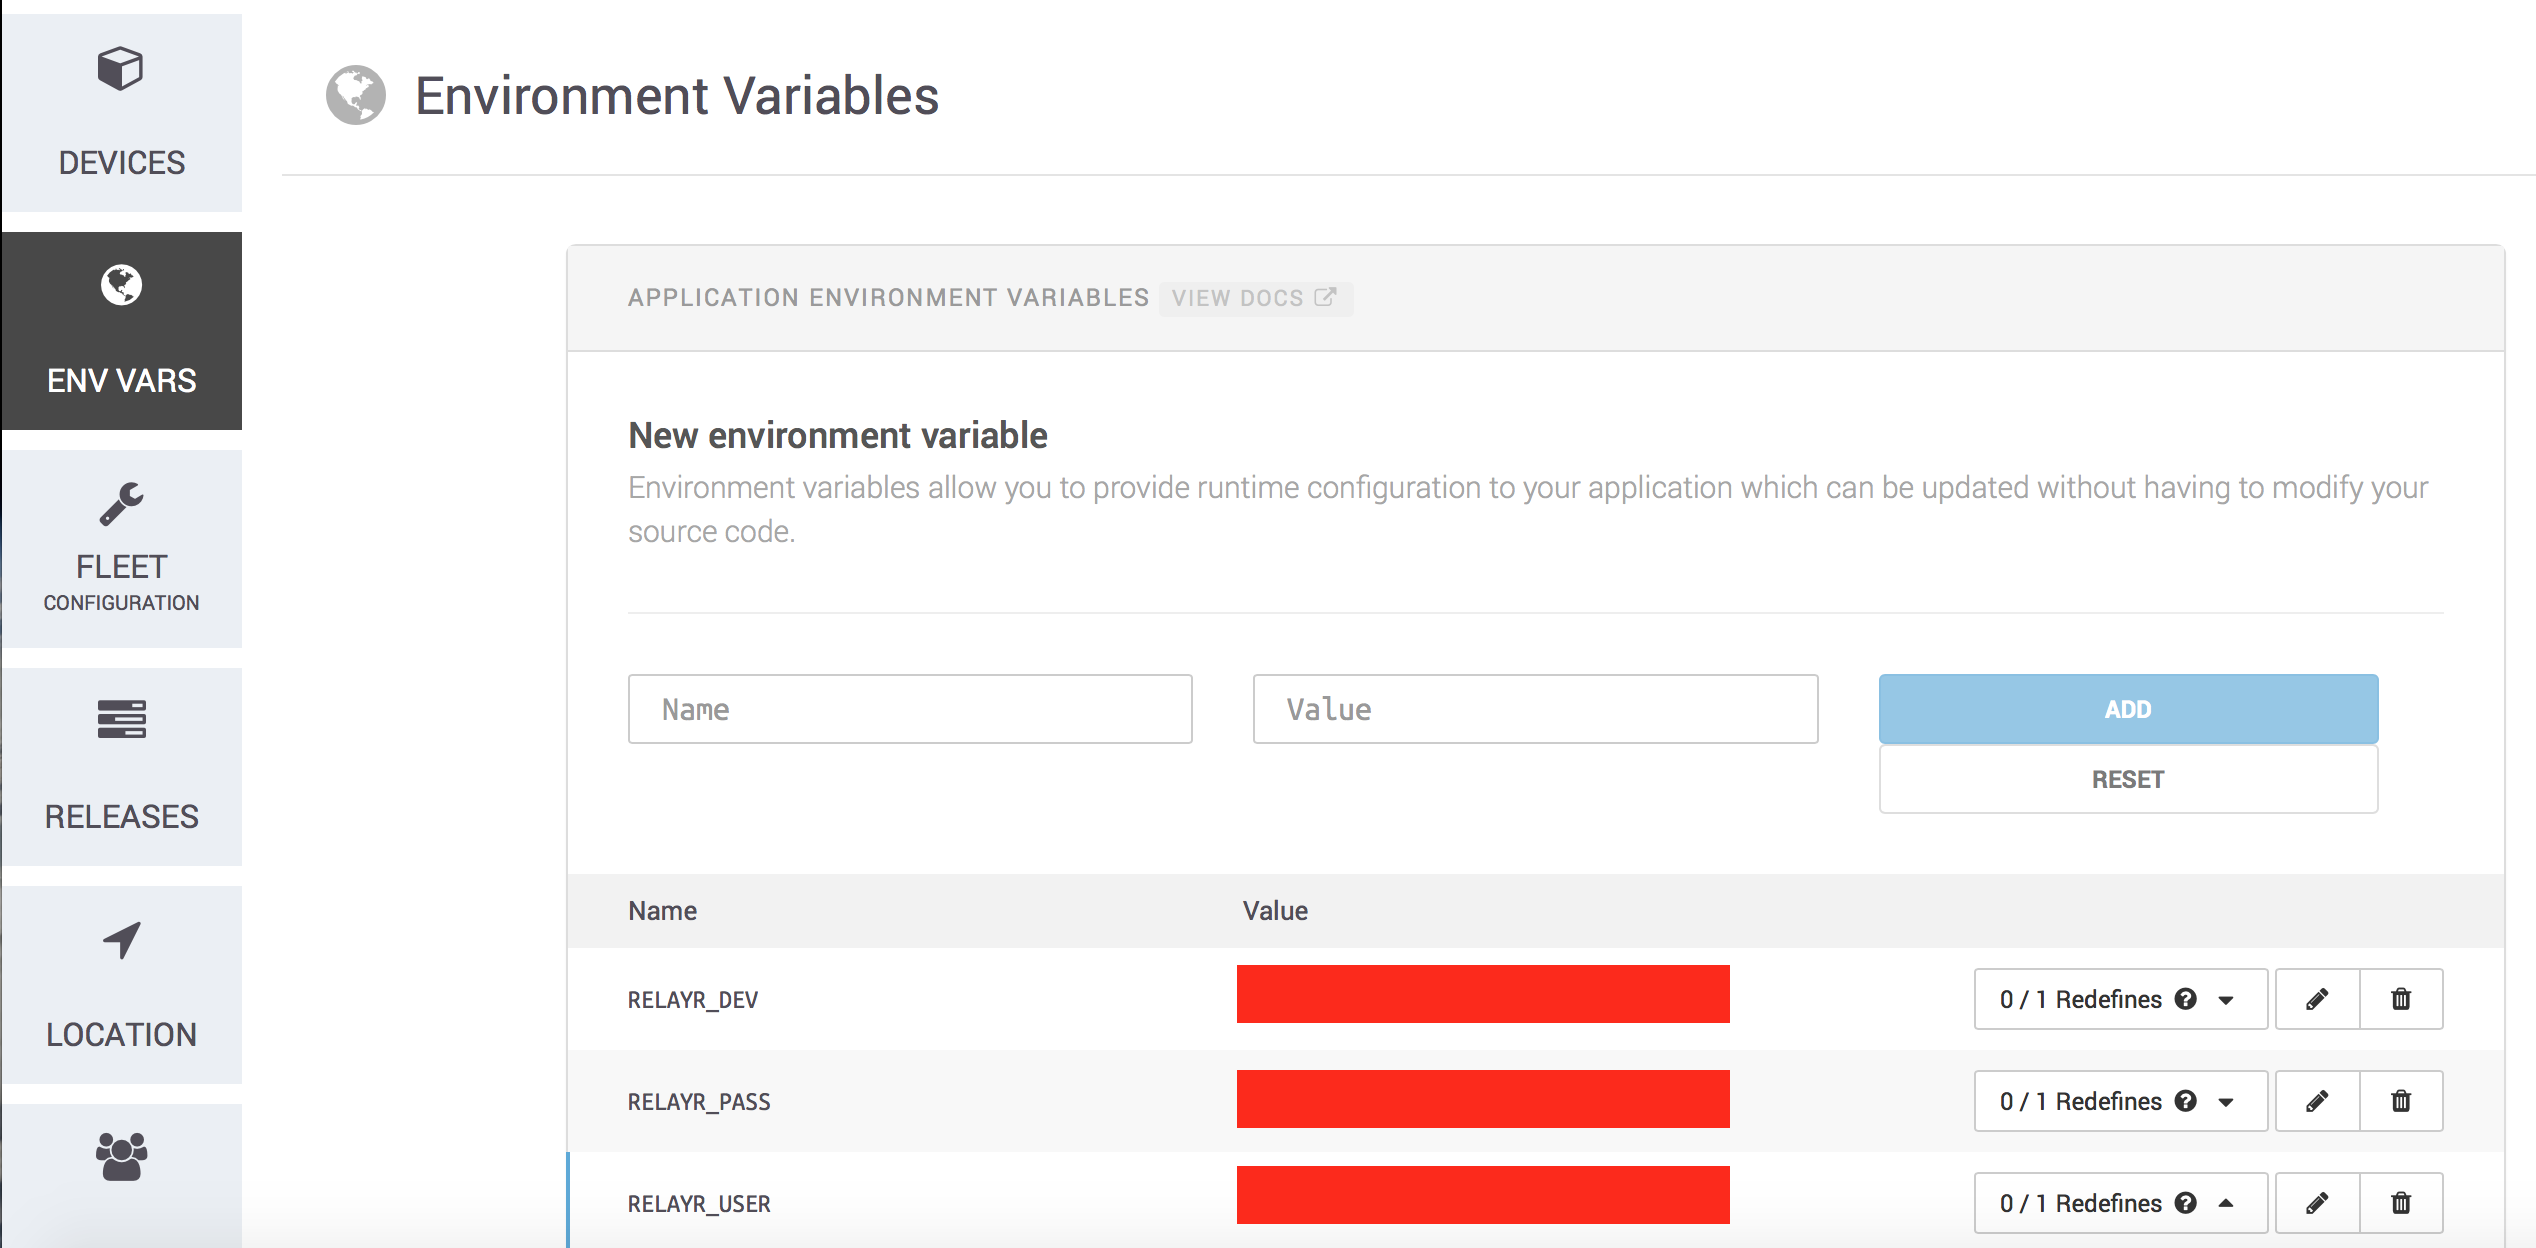 DEVICES
ENV VARS
FLEET
CONFIGURATION
RELEASES
LOCATION
Environment Variables
APPLICATION ENVIRONMENT VARIABLES VIEW DOCS
New environment variable
Environment variables allow you to provide runtime configuration to your application which can be updated without having to modify your
source code.
Name Value ADD
RESET
Name Value
RELAYR_DEV 0 / 1 Redefines ?
RELAYR_PASS 0 / 1 Redefines ?
RELAYR_USER 0 / 1 Redefines ?